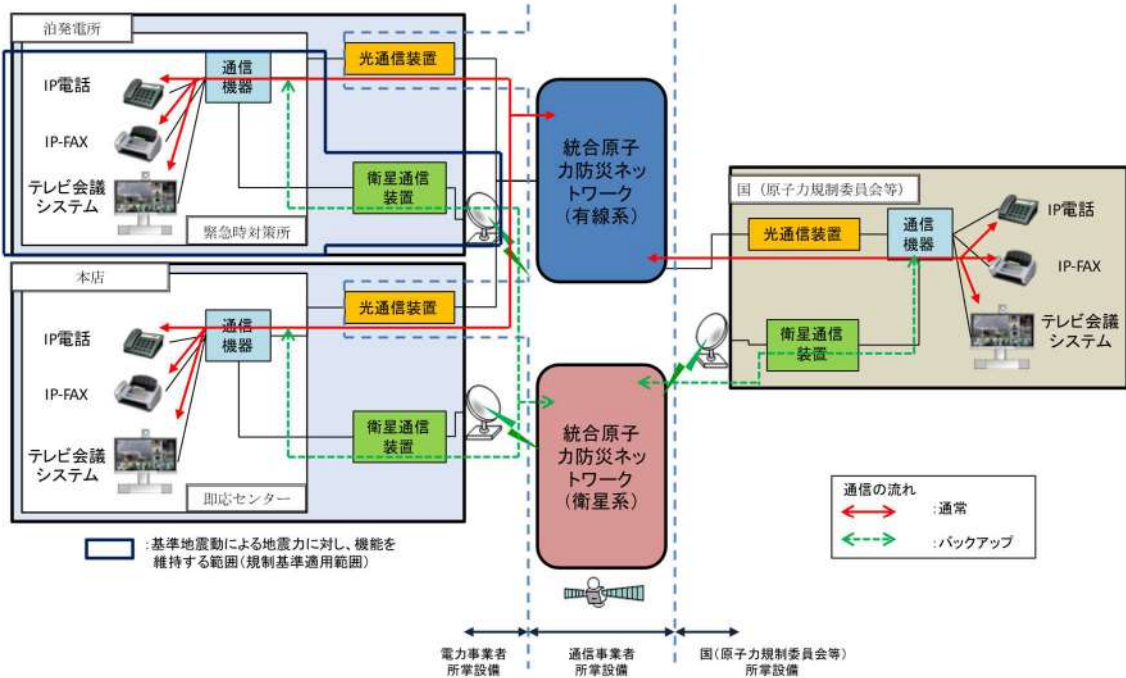 泊発電所
光通信装置
通信
機器
IP電話
IP-FAX
テレビ会議
システム
衛星通信
装置
緊急時対策所
本店
光通信装置
通信
機器
IP電話
IP-FAX
テレビ会議
システム
衛星通信
装置
即応センター
統合原子
力防災ネッ
トワーク
(有線系)
統合原子
力防災ネッ
トワーク
(衛星系)
国（原子力規制委員会等）
光通信装置
通信
機器
IP電話
IP-FAX
テレビ会議
システム
衛星通信
装置
通信の流れ
:通常
:バックアップ
:基準地震動による地震力に対し、機能を
維持する範囲(規制基準適用範囲)
電力事業者
所掌設備
通信事業者
所掌設備
国(原子力規制委員会等)
所掌設備